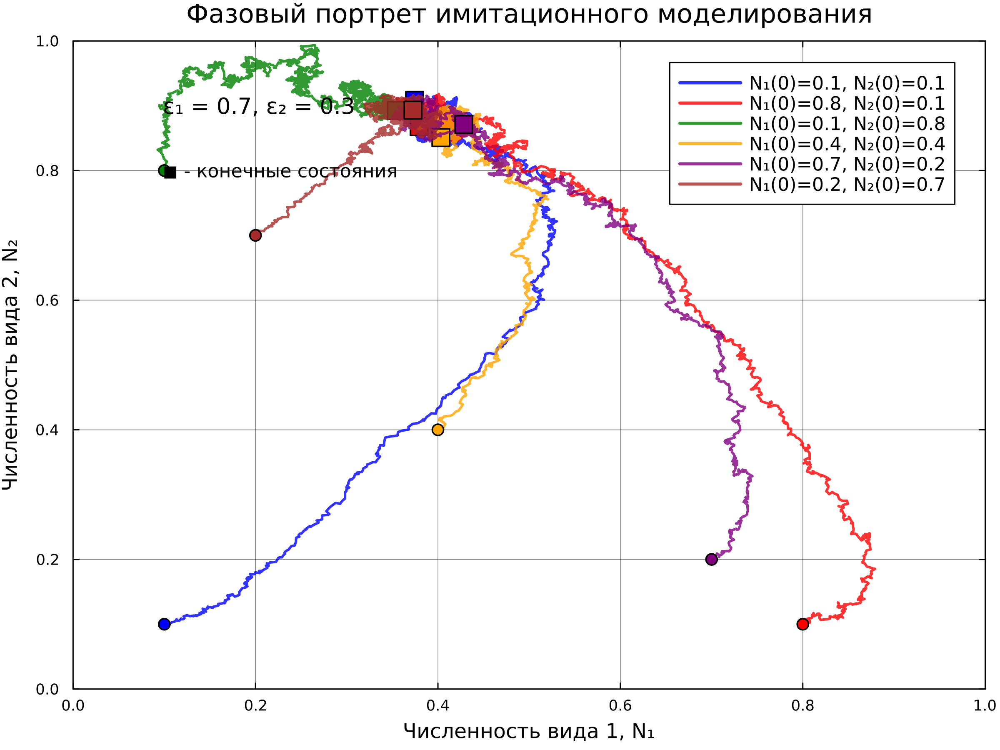 Фазовый портрет имитационного моделирования
1.0
0.8
0.6
0.4
0.2
0.0
Численность вида 2, N₂
ε₁ = 0.7, ε₂ = 0.3
- конечные состояния
N₁(0)=0.1, N₂(0)=0.1
N₁(0)=0.8, N₂(0)=0.1
N₁(0)=0.1, N₂(0)=0.8
N₁(0)=0.4, N₂(0)=0.4
N₁(0)=0.7, N₂(0)=0.2
N₁(0)=0.2, N₂(0)=0.7
0.0 0.2 0.4 0.6 0.8 1.0
Численность вида 1, N₁